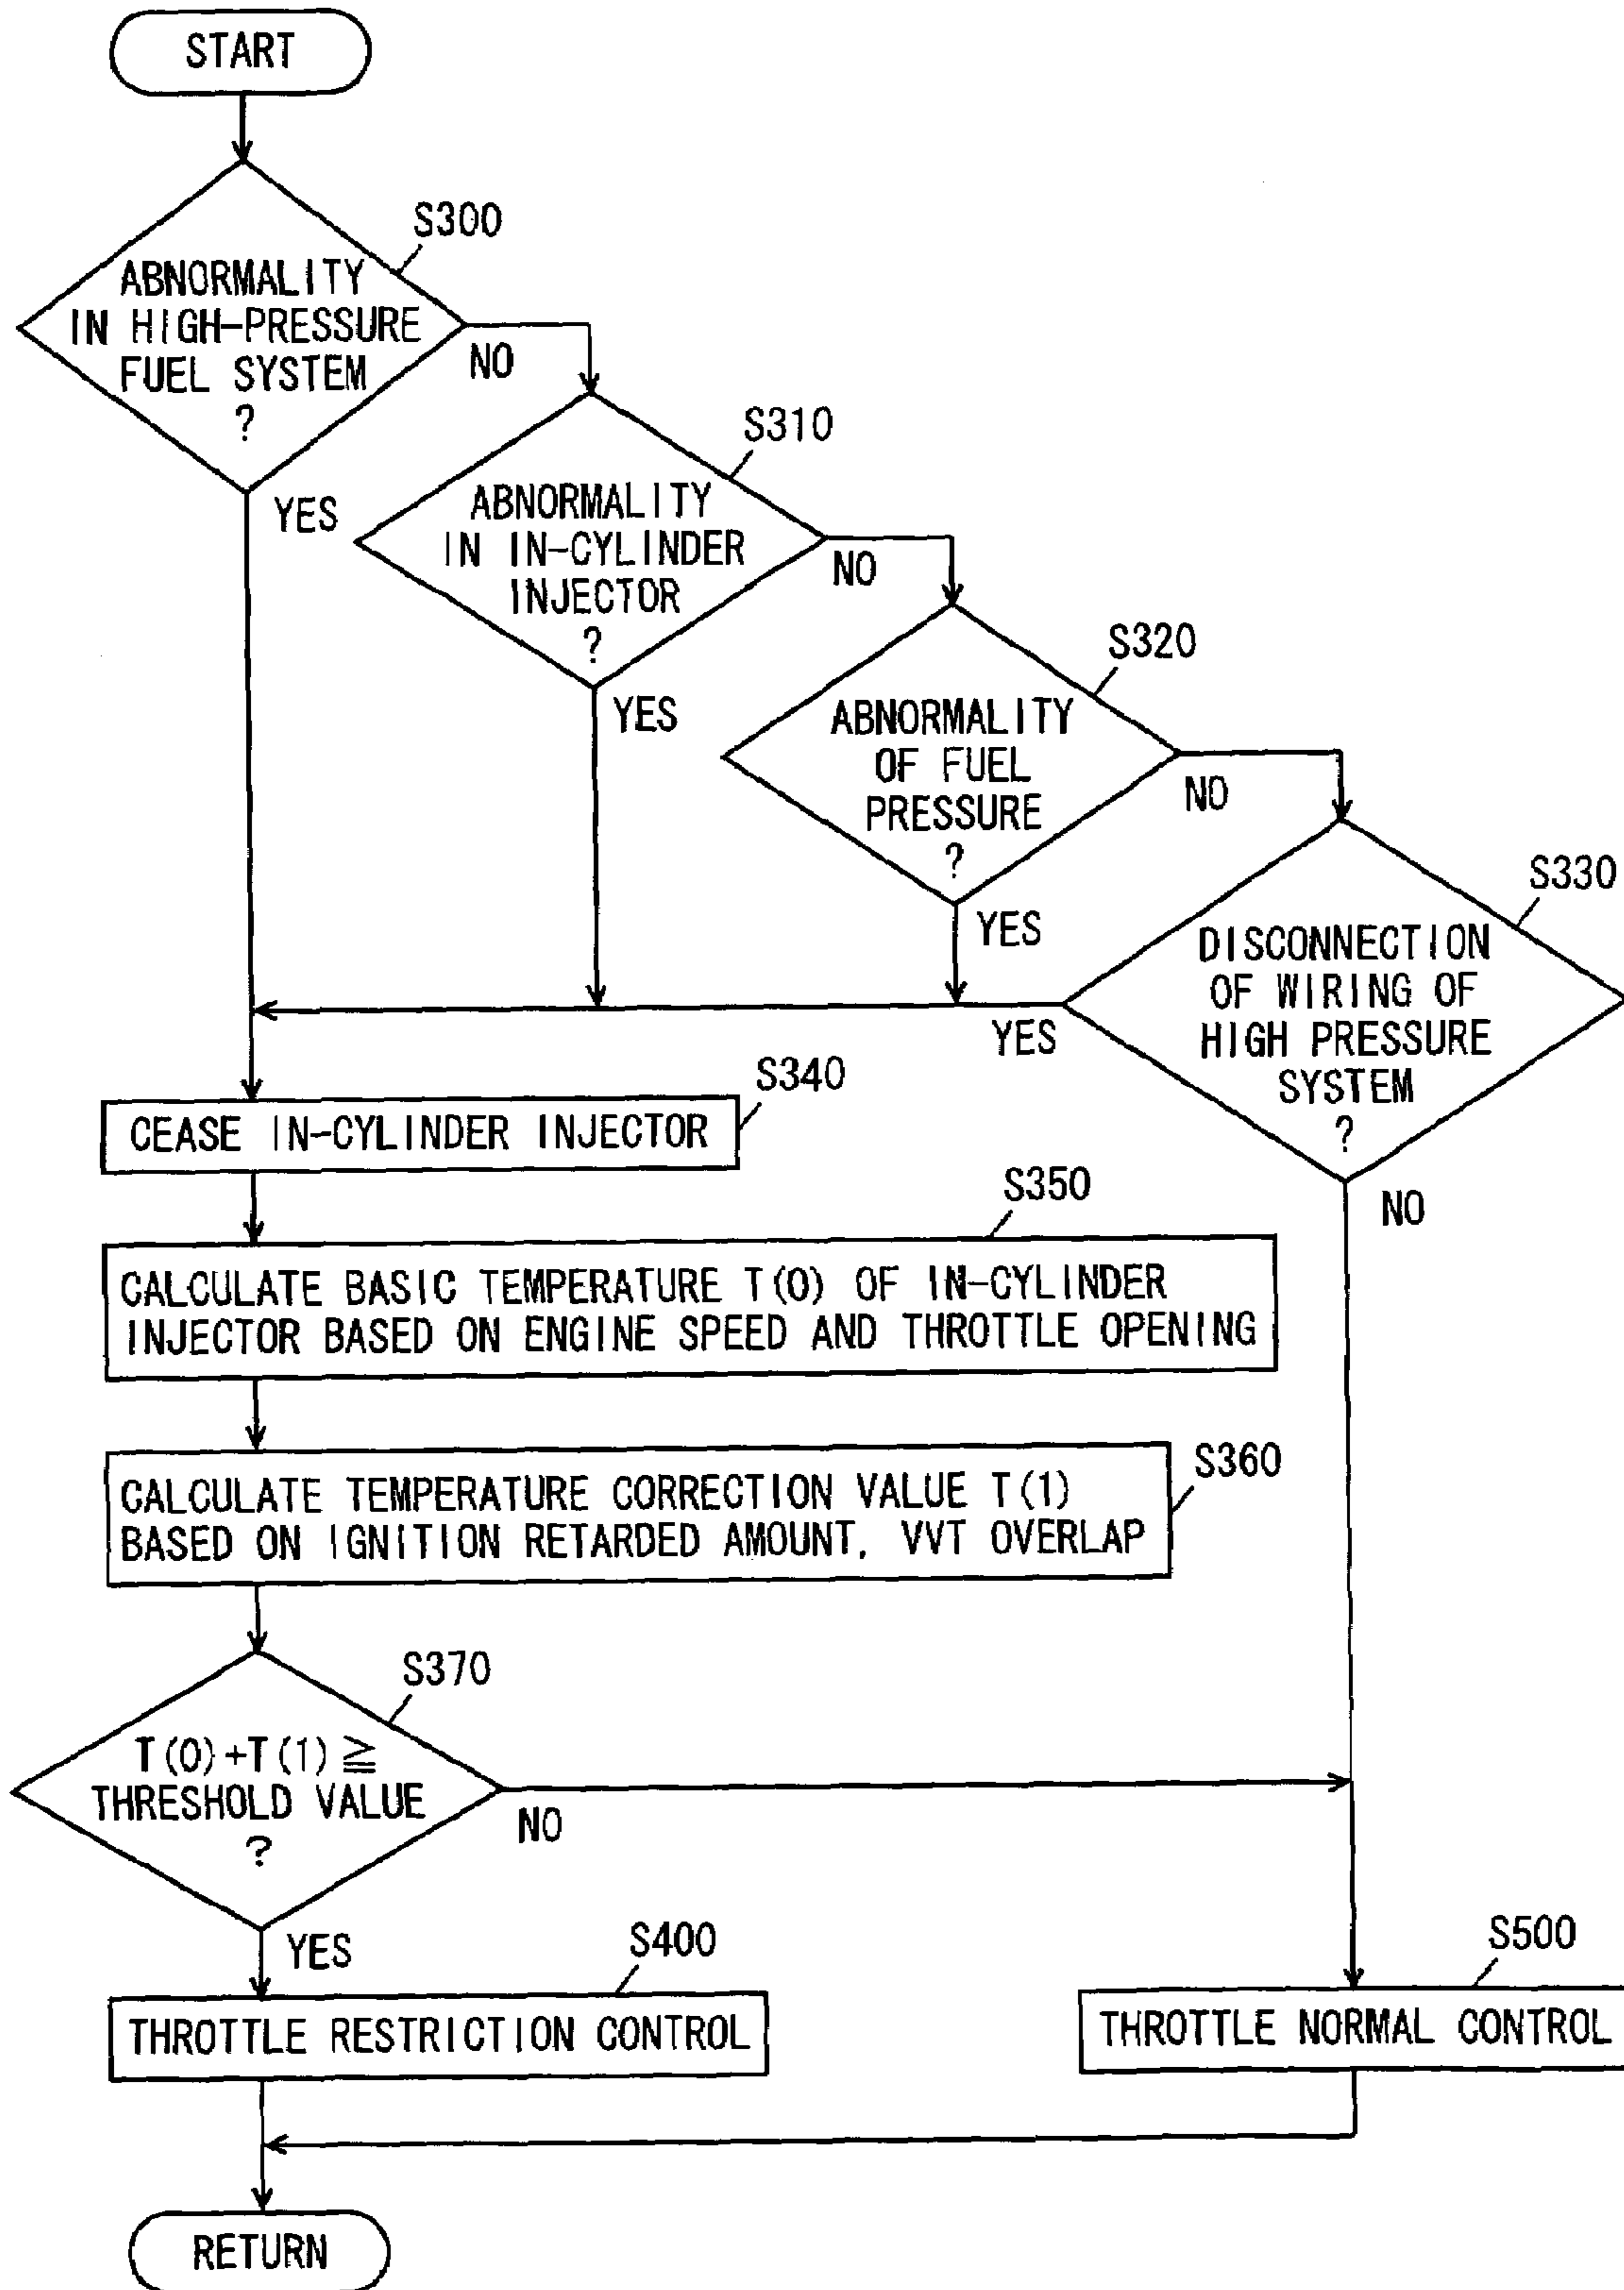 START
S300
ABNORMALITY
IN HIGH-PRESSURE
FUEL SYSTEM
?
NO
YES
S310
ABNORMALITY
IN IN-CYLINDER
INJECTOR
?
NO
YES
S320
ABNORMALITY
OF FUEL
PRESSURE
?
NO
YES
S330
DISCONNECTION
OF WIRING OF
HIGH PRESSURE
SYSTEM
?
YES
NO
S340
CEASE IN-CYLINDER INJECTOR
S350
CALCULATE BASIC TEMPERATURE T(0) OF IN-CYLINDER
INJECTOR BASED ON ENGINE SPEED AND THROTTLE OPENING
S360
CALCULATE TEMPERATURE CORRECTION VALUE T(1)
BASED ON IGNITION RETARDED AMOUNT, VVT OVERLAP
S370
T(0)+T(1)≧
THRESHOLD VALUE
?
NO
YES
S400
THROTTLE RESTRICTION CONTROL
S500
THROTTLE NORMAL CONTROL
RETURN